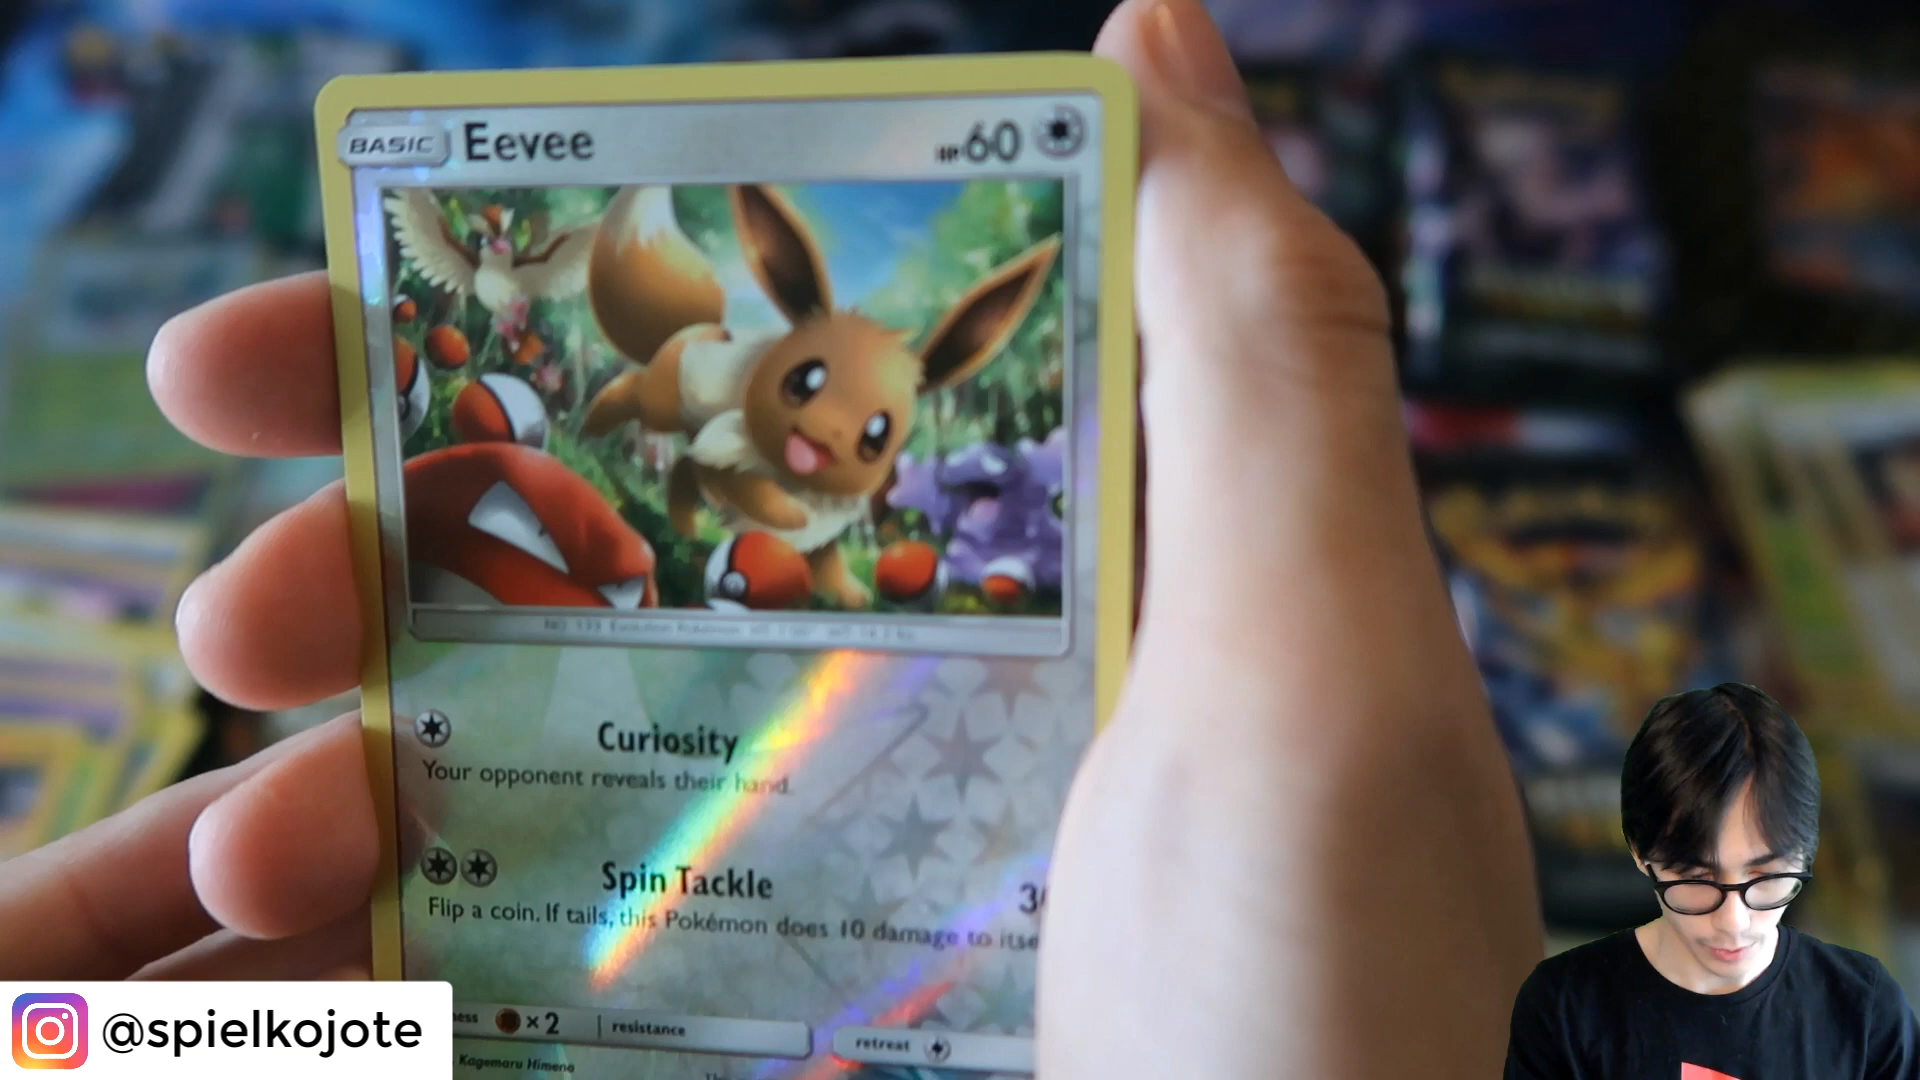 BASIC Eevee HP60
Curiosity
Your opponent reveals their hand.
Spin Tackle
Flip a coin. If tails, this Pokémon does 10 damage to itse
ness ×2 resistance
retreat
Kagemaru Himeno
@spielkojote